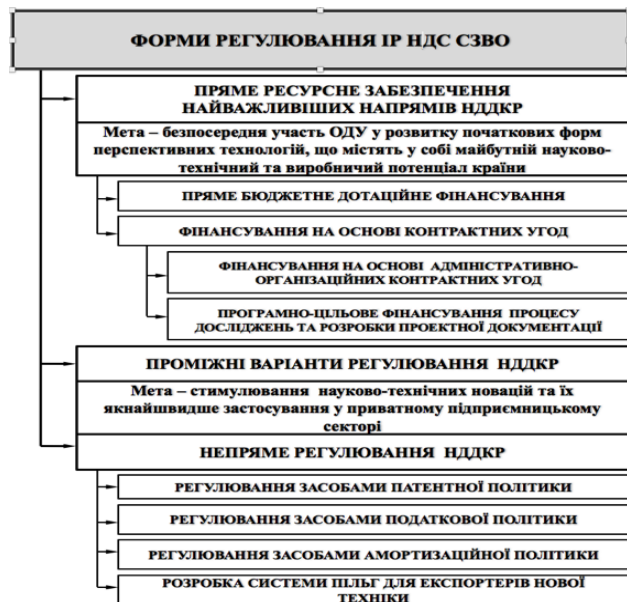 ФОРМИ РЕГУЛЮВАННЯ ІР НДС СЗВО
ПРЯМЕ РЕСУРСНЕ ЗАБЕЗПЕЧЕННЯ
НАЙВАЖЛИВІШИХ НАПРЯМІВ НДДКР
Мета – безпосередня участь ОДУ у розвитку початкових форм
перспективних технологій, що містять у собі майбутній науково-
технічний та виробничий потенціал країни
ПРЯМЕ БЮДЖЕТНЕ ДОТАЦІЙНЕ ФІНАНСУВАННЯ
ФІНАНСУВАННЯ НА ОСНОВІ КОНТРАКТНИХ УГОД
ФІНАНСУВАННЯ НА ОСНОВІ АДМІНІСТРАТИВНО-
ОРГАНІЗАЦІЙНИХ КОНТРАКТНИХ УГОД
ПРОГРАМНО-ЦІЛЬОВЕ ФІНАНСУВАННЯ ПРОЦЕСУ
ДОСЛІДЖЕНЬ ТА РОЗРОБКИ ПРОЕКТНОЇ ДОКУМЕНТАЦІЇ
ПРОМІЖНІ ВАРІАНТИ РЕГУЛЮВАННЯ НДДКР
Мета – стимулювання науково-технічних новацій та їх
якнайшвидше застосування у приватному підприємницькому
секторі
НЕПРЯМЕ РЕГУЛЮВАННЯ НДДКР
РЕГУЛЮВАННЯ ЗАСОБАМИ ПАТЕНТНОЇ ПОЛІТИКИ
РЕГУЛЮВАННЯ ЗАСОБАМИ ПОДАТКОВОЇ ПОЛІТИКИ
РЕГУЛЮВАННЯ ЗАСОБАМИ АМОРТИЗАЦІЙНОЇ ПОЛІТИКИ
РОЗРОБКА СИСТЕМИ ПІЛЬГ ДЛЯ ЕКСПОРТЕРІВ НОВОЇ
ТЕХНІКИ